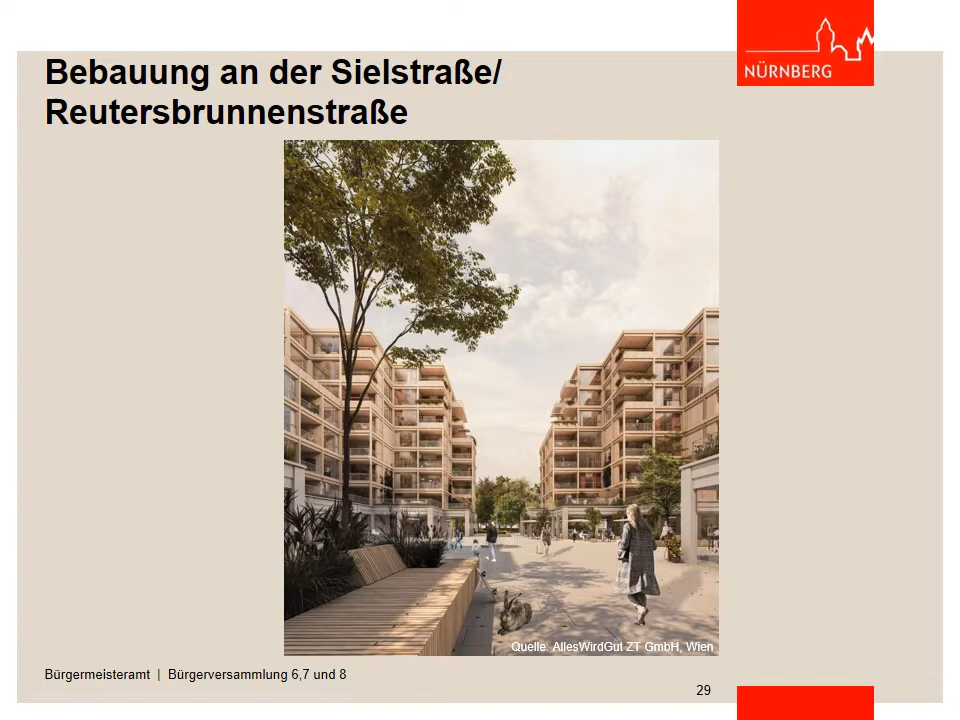 NÜRNBERG
Bebauung an der Sielstraße/
Reutersbrunnenstraße
Quelle: AllesWirdGut ZT GmbH, Wien
Bürgermeisteramt | Bürgerversammlung 6,7 und 8
29